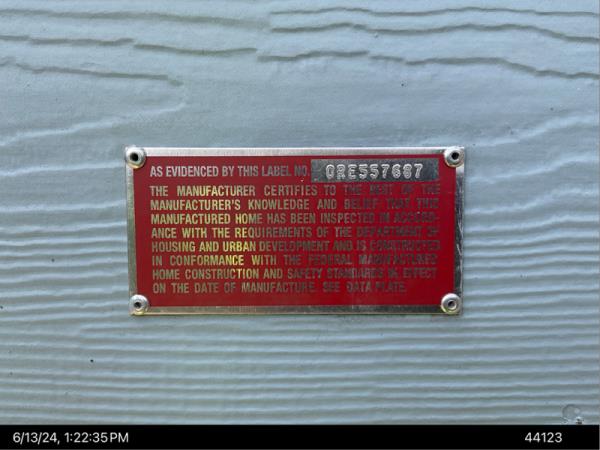 AS EVIDENCED BY THIS LABEL NO. ORE557687
THE MANUFACTURER CERTIFIES TO THE BEST OF THE
MANUFACTURER'S KNOWLEDGE AND BELIEF THAT THIS
MANUFACTURED HOME HAS BEEN INSPECTED IN ACCORD-
ANCE WITH THE REQUIREMENTS OF THE DEPARTMENT OF
HOUSING AND URBAN DEVELOPMENT AND IS CONSTRUCTED
IN CONFORMANCE WITH THE FEDERAL MANUFACTURED
HOME CONSTRUCTION AND SAFETY STANDARDS IN EFFECT
ON THE DATE OF MANUFACTURE. SEE DATA PLATE.
6/13/24, 1:22:35 PM
44123